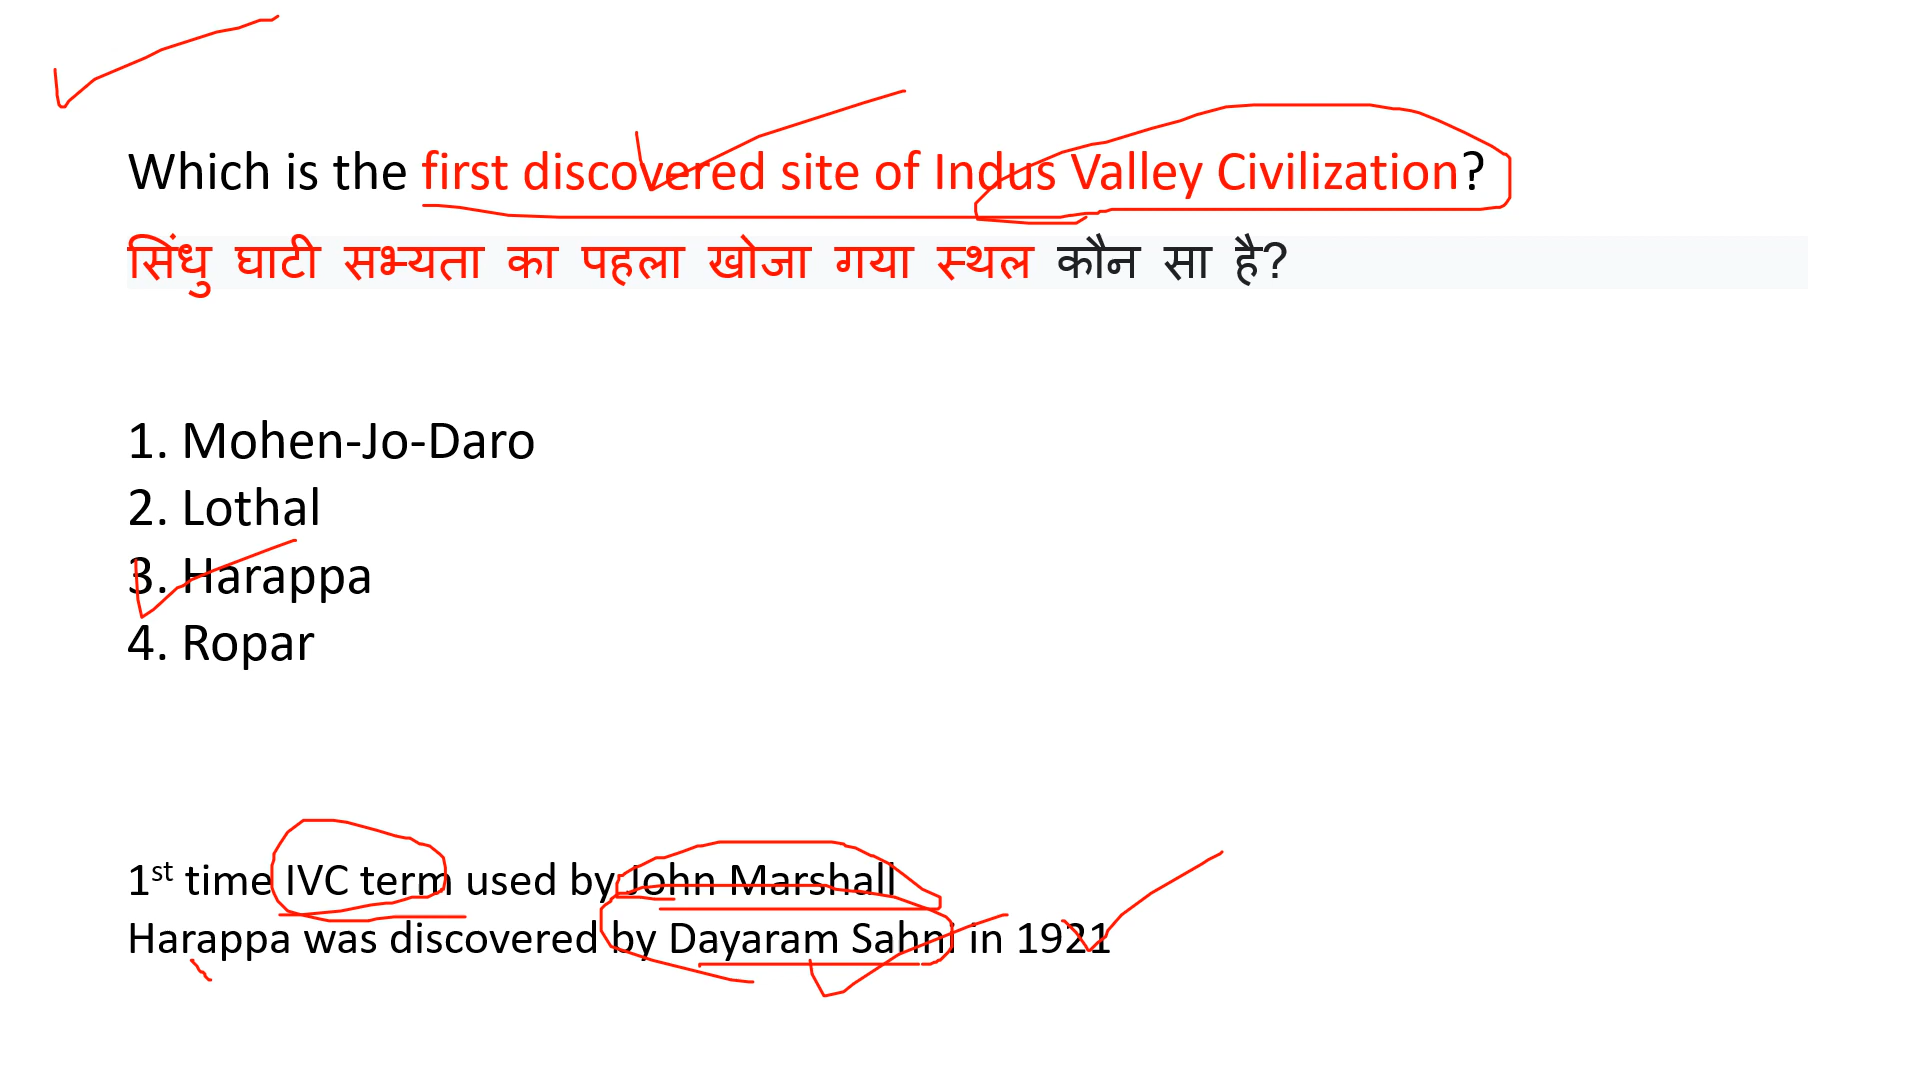 Which is the first discovered site of Indus Valley Civilization?
सिंधु घाटी सभ्यता का पहला खोजा गया स्थल कौन सा है?
1. Mohen-Jo-Daro
2. Lothal
3. Harappa
4. Ropar
1st time IVC term used by John Marshall
Harappa was discovered by Dayaram Sahni in 1921